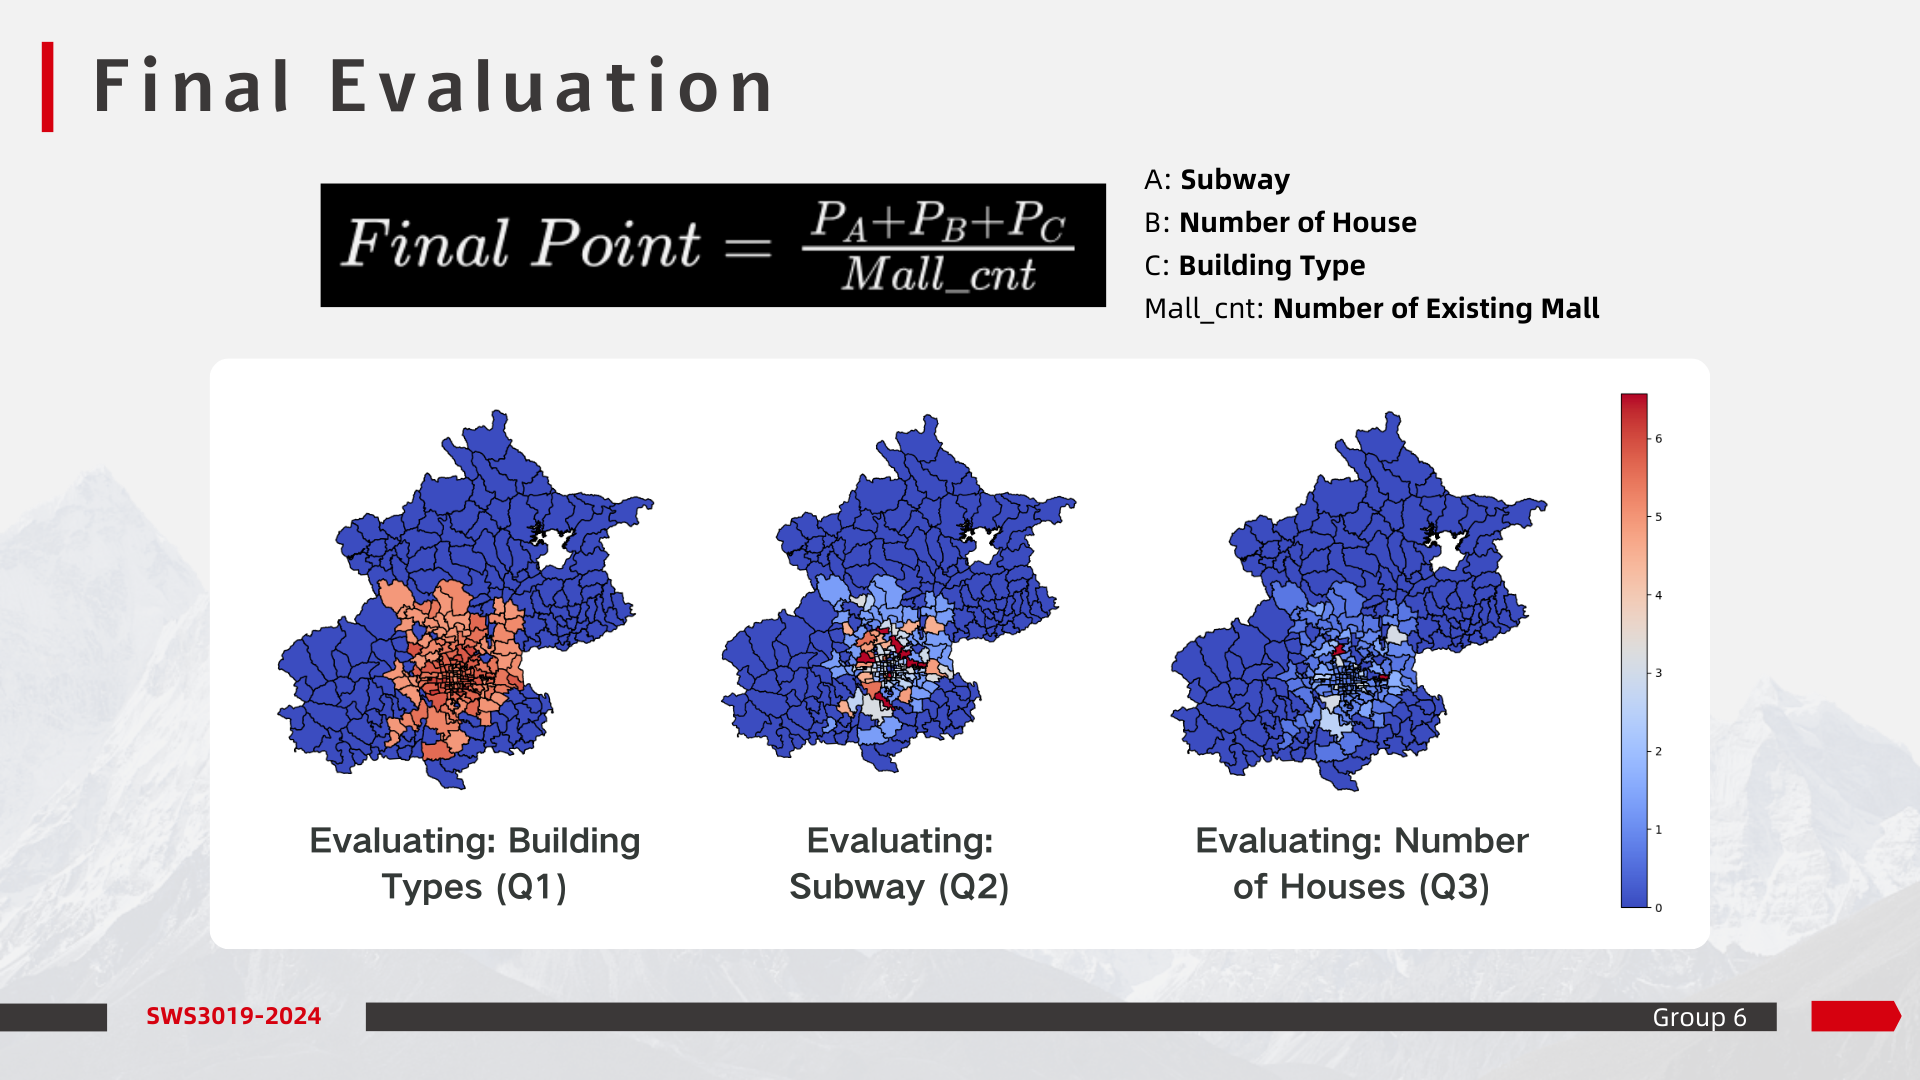 Final Evaluation
Final Point = P_A+P_B+P_C / Mall_cnt
A: Subway
B: Number of House
C: Building Type
Mall_cnt: Number of Existing Mall
6
5
4
3
2
1
0
Evaluating: Building
Types (Q1)
Evaluating:
Subway (Q2)
Evaluating: Number
of Houses (Q3)
SWS3019-2024
Group 6